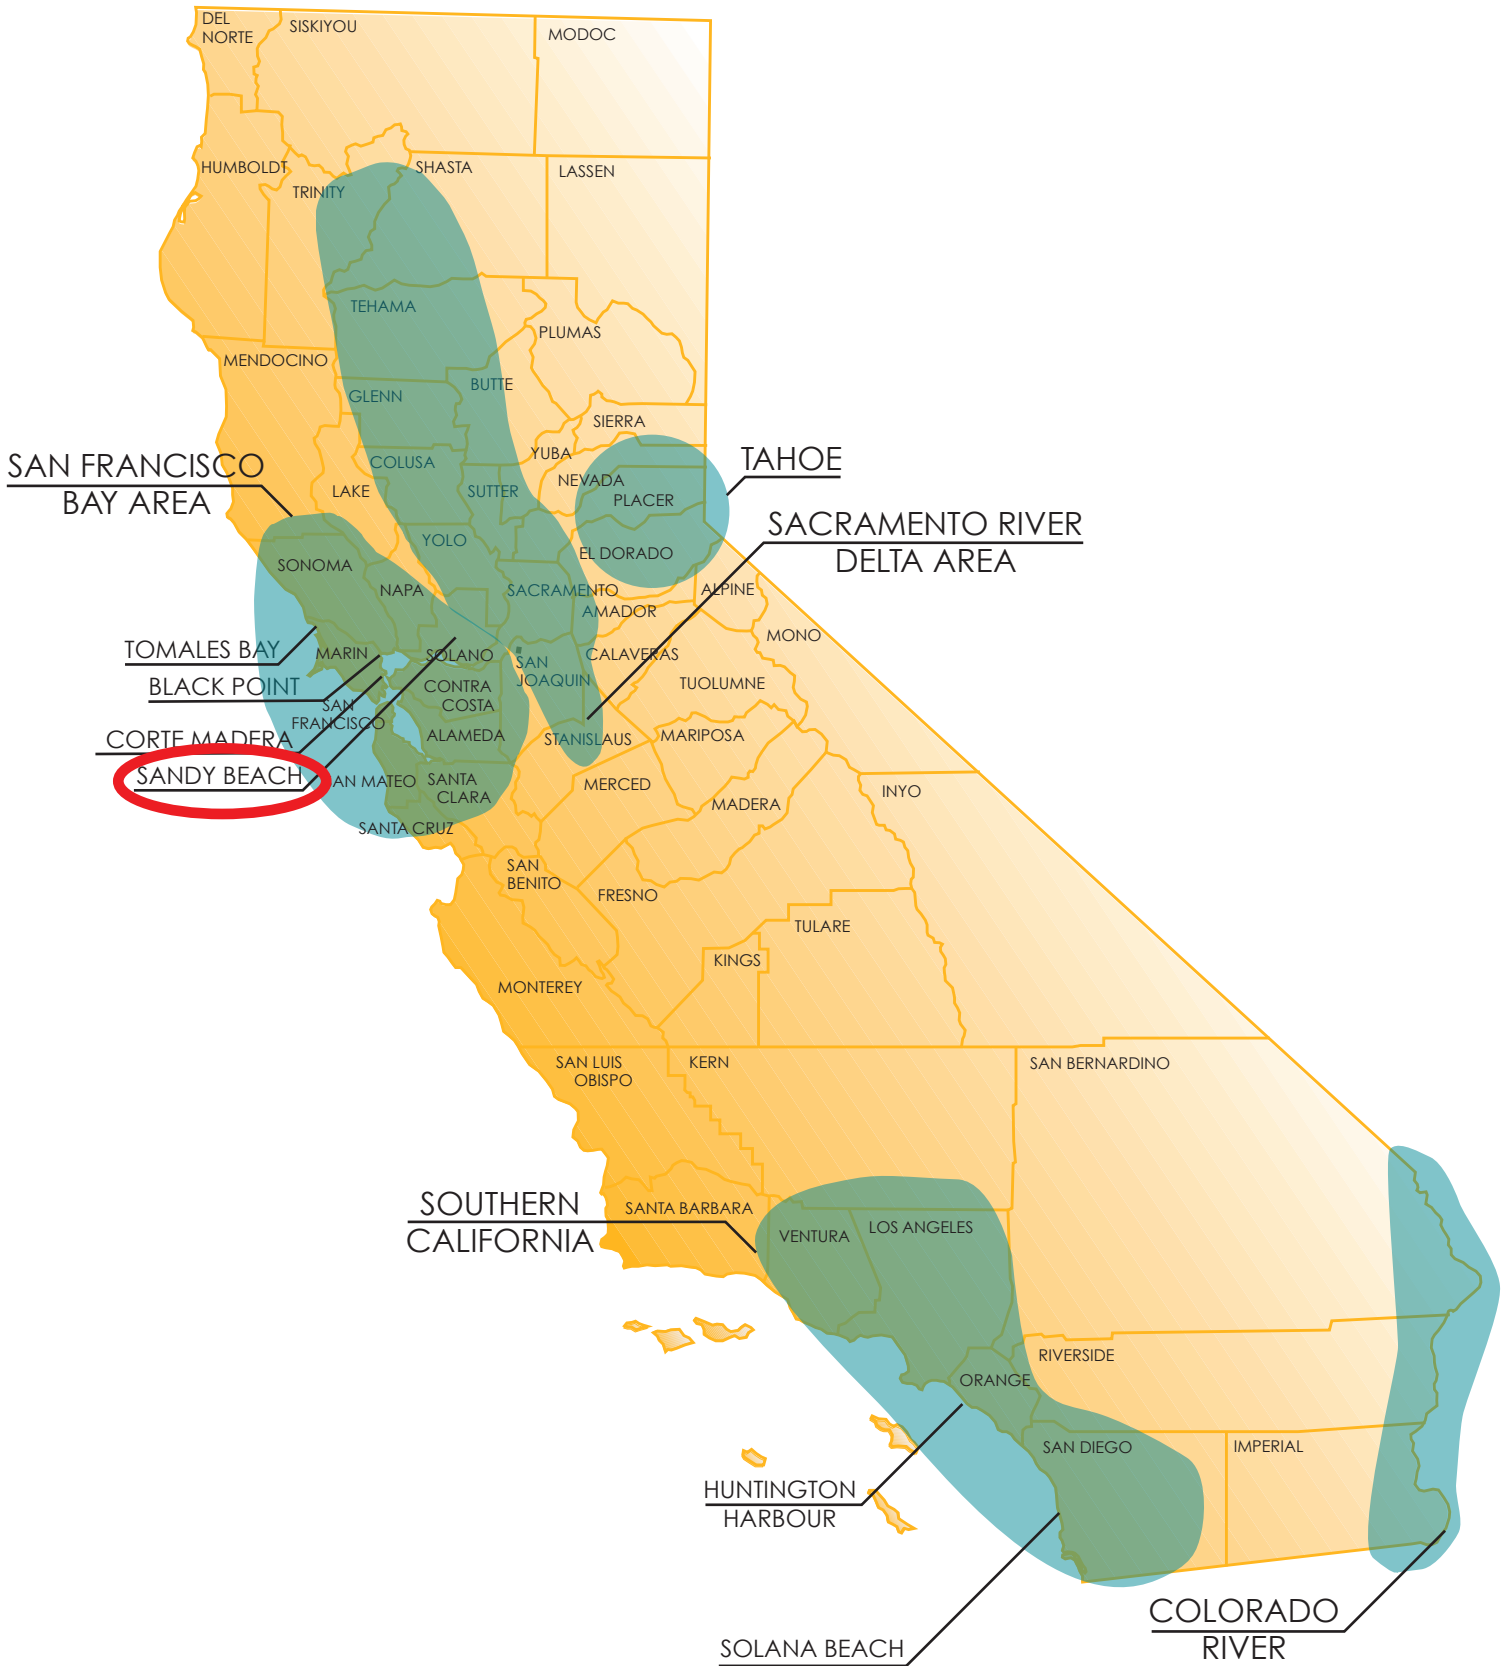 DEL
NORTE
SISKIYOU
MODOC
HUMBOLDT
TRINITY
SHASTA
LASSEN
TEHAMA
PLUMAS
MENDOCINO
GLENN
BUTTE
SIERRA
YUBA
COLUSA
LAKE
SUTTER
NEVADA
PLACER
TAHOE
SAN FRANCISCO
BAY AREA
SACRAMENTO RIVER
DELTA AREA
YOLO
EL DORADO
SONOMA
NAPA
SACRAMENTO
ALPINE
AMADOR
MONO
TOMALES BAY
MARIN
SOLANO
SAN
JOAQUIN
CALAVERAS
BLACK POINT
CONTRA
COSTA
TUOLUMNE
SAN
FRANCISCO
CORTE MADERA
ALAMEDA
STANISLAUS
MARIPOSA
SANDY BEACH
AN MATEO
SANTA
CLARA
MERCED
MADERA
INYO
SANTA CRUZ
SAN
BENITO
FRESNO
TULARE
KINGS
MONTEREY
SAN LUIS
OBISPO
KERN
SAN BERNARDINO
SOUTHERN
CALIFORNIA
SANTA BARBARA
VENTURA
LOS ANGELES
RIVERSIDE
ORANGE
SAN DIEGO
IMPERIAL
HUNTINGTON
HARBOUR
SOLANA BEACH
COLORADO
RIVER